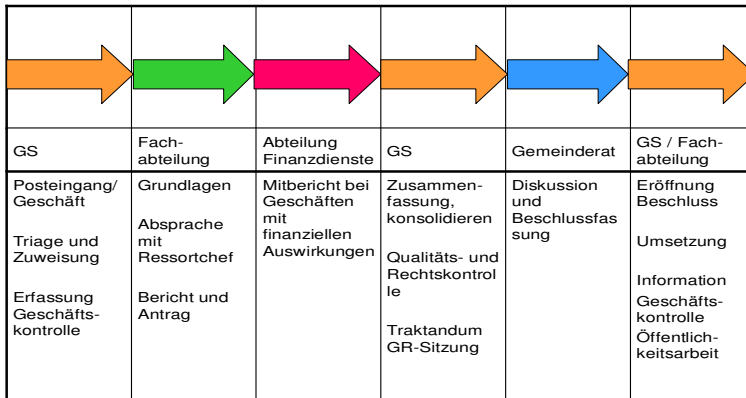 GS
Fach-
abteilung
Abteilung
Finanzdienste
GS
Gemeinderat
GS / Fach-
abteilung
Posteingang/
Geschäft
Triage und
Zuweisung
Erfassung
Geschäfts-
kontrolle
Grundlagen
Absprache
mit
Ressortchef
Bericht und
Antrag
Mitbericht bei
Geschäften
mit
finanziellen
Auswirkungen
Zusammen-
fassung,
konsolidieren
Qualitäts- und
Rechtskontrol
le
Traktandum
GR-Sitzung
Diskussion
und
Beschlussfas
sung
Eröffnung
Beschluss
Umsetzung
Information
Geschäfts-
kontrolle
Öffentlich-
keitsarbeit